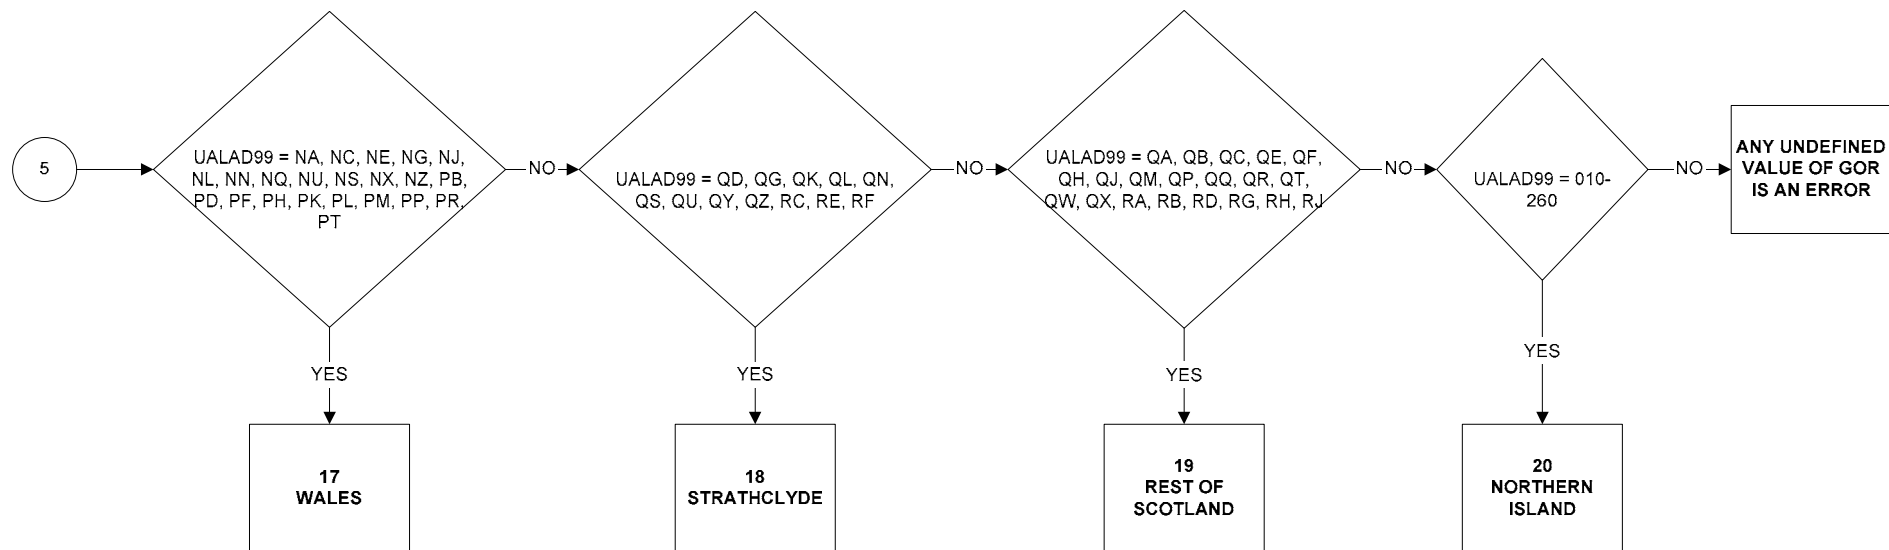 5
UALAD99 = NA, NC, NE, NG, NJ,
NL, NN, NQ, NU, NS, NX, NZ, PB,
PD, PF, PH, PK, PL, PM, PP, PR,
PT
NO
UALAD99 = QD, QG, QK, QL, QN,
QS, QU, QY, QZ, RC, RE, RF
NO
UALAD99 = QA, QB, QC, QE, QF,
QH, QJ, QM, QP, QQ, QR, QT,
QW, QX, RA, RB, RD, RG, RH, RJ
NO
UALAD99 = 010-
260
NO
ANY UNDEFINED
VALUE OF GOR
IS AN ERROR
YES
YES
YES
YES
17
WALES
18
STRATHCLYDE
19
REST OF
SCOTLAND
20
NORTHERN
ISLAND